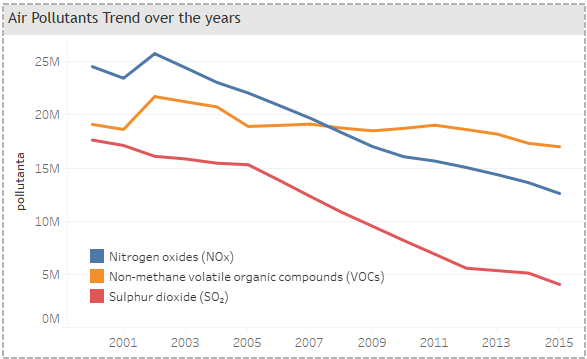 Air Pollutants Trend over the years
25M
20M
15M
10M
5M
0M
pollutanta
Nitrogen oxides (NOx)
Non-methane volatile organic compounds (VOCs)
Sulphur dioxide (SO₂)
2001 2003 2005 2007 2009 2011 2013 2015